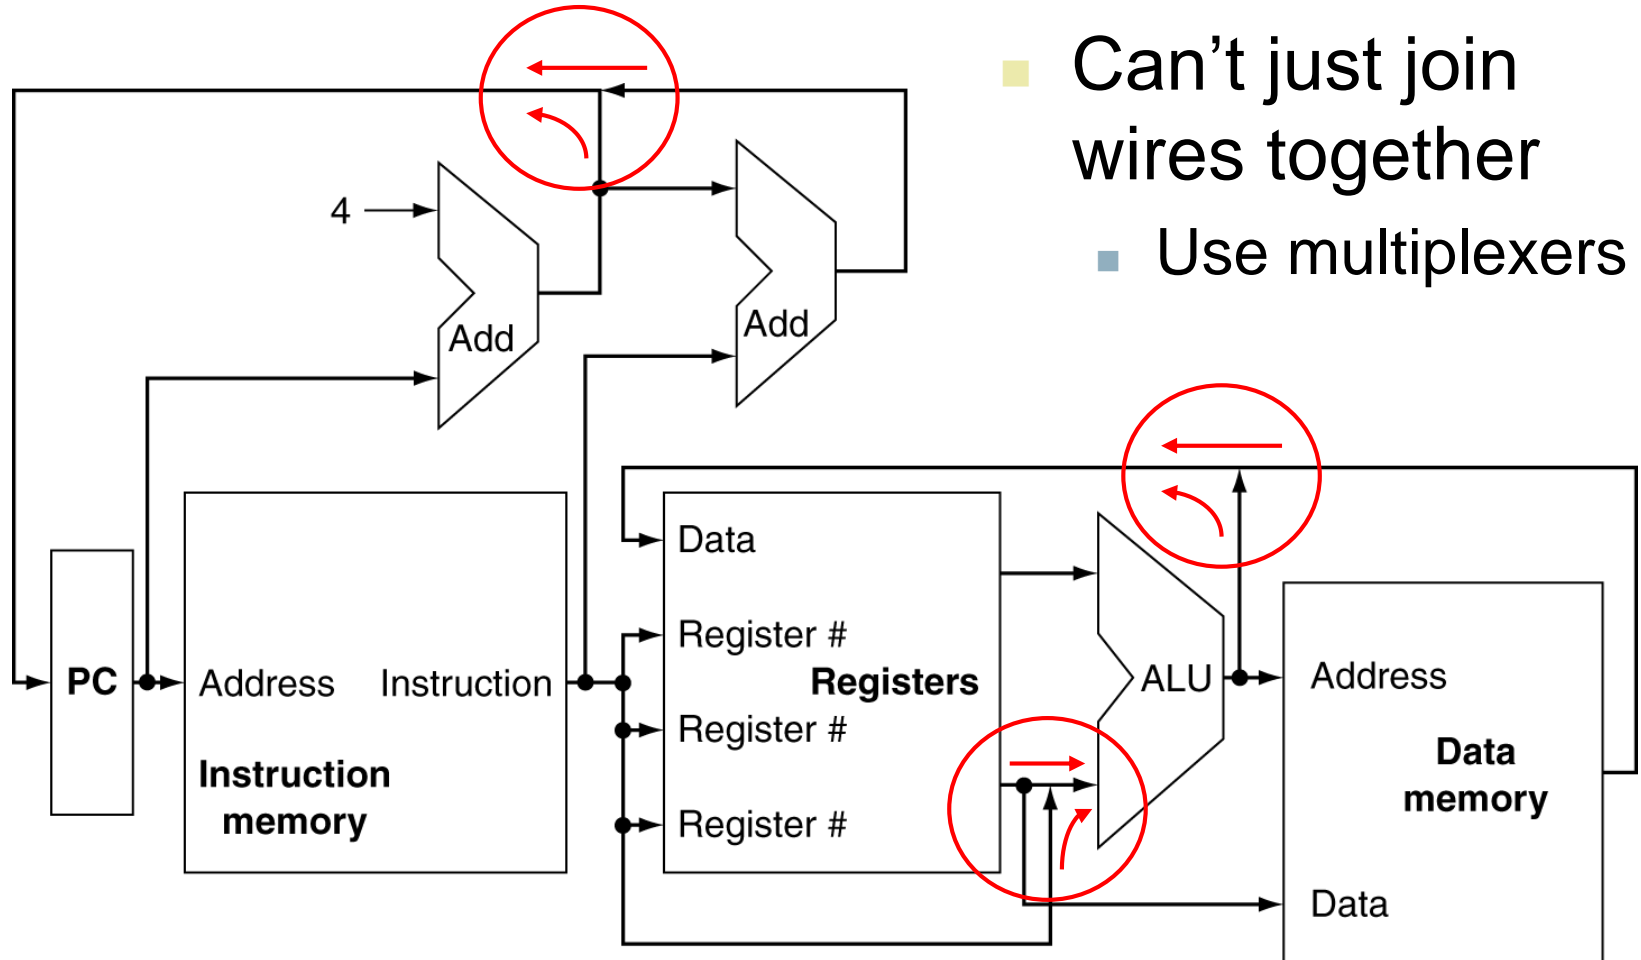 Can’t just join
wires together
Use multiplexers
4
Add
Add
PC
Address
Instruction
Instruction
memory
Data
Register #
Registers
Register #
Register #
ALU
Address
Data
memory
Data